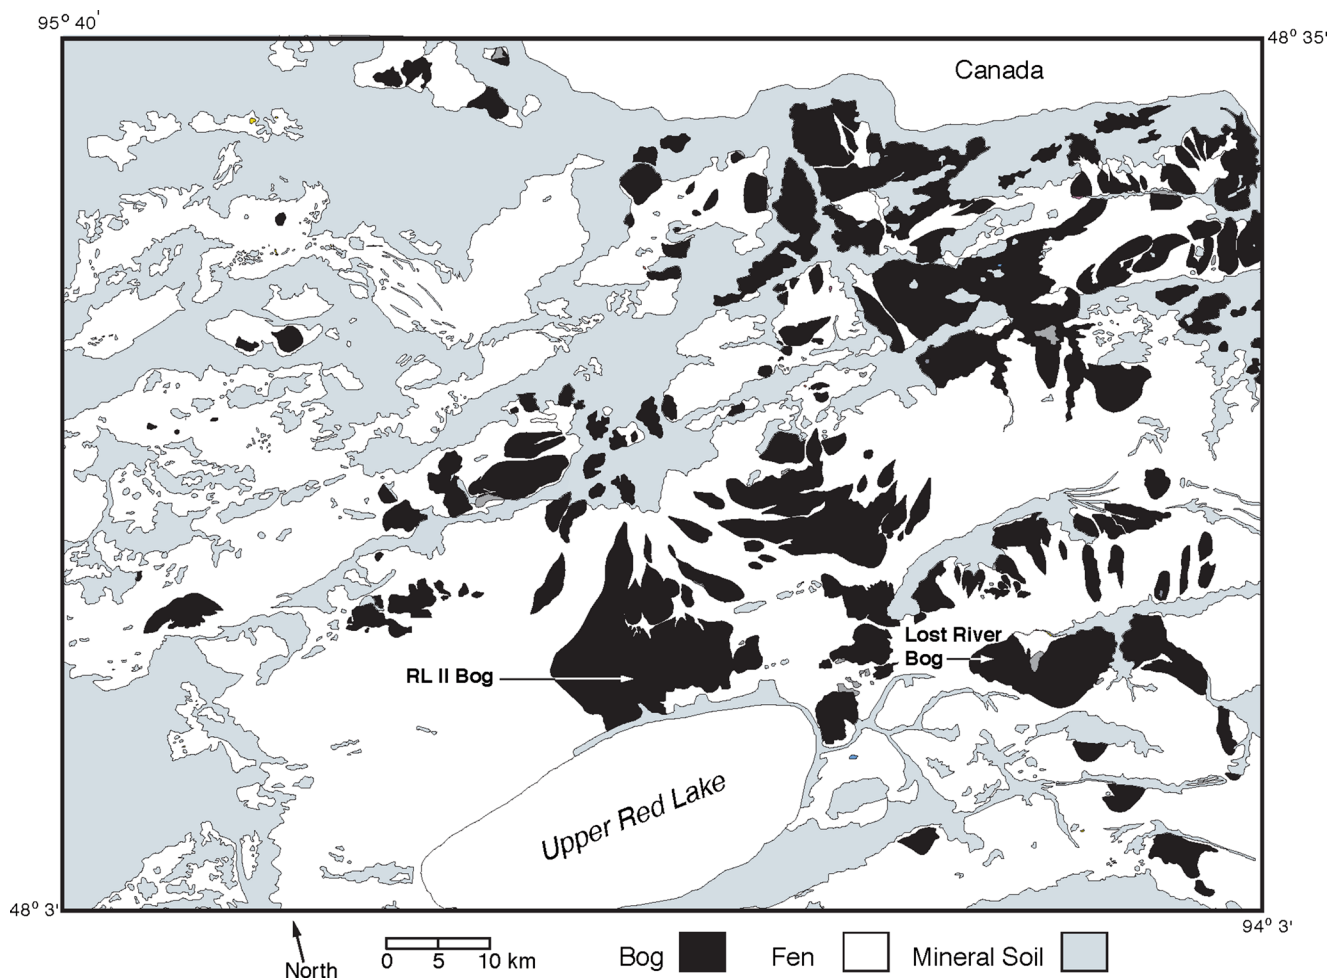 95° 40'
48° 35'
Canada
Lost River
Bog
RL II Bog
Upper Red Lake
48° 3'
94° 3'
North
0 5 10 km
Bog
Fen
Mineral Soil